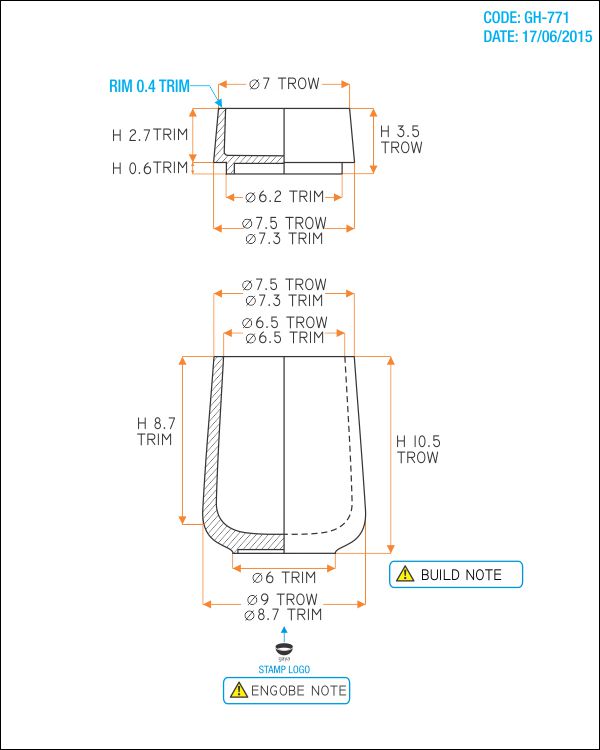 CODE: GH-771
DATE: 17/06/2015
RIM 0.4 TRIM
Ø7 TROW
H 2.7TRIM
H 3.5
TROW
H 0.6TRIM
Ø6.2 TRIM
Ø7.5 TROW
Ø7.3 TRIM
Ø7.5 TROW
Ø7.3 TRIM
Ø6.5 TROW
Ø6.5 TRIM
H 8.7
TRIM
H 10.5
TROW
Ø6 TRIM
BUILD NOTE
Ø9 TROW
Ø8.7 TRIM
gaya
STAMP LOGO
ENGOBE NOTE